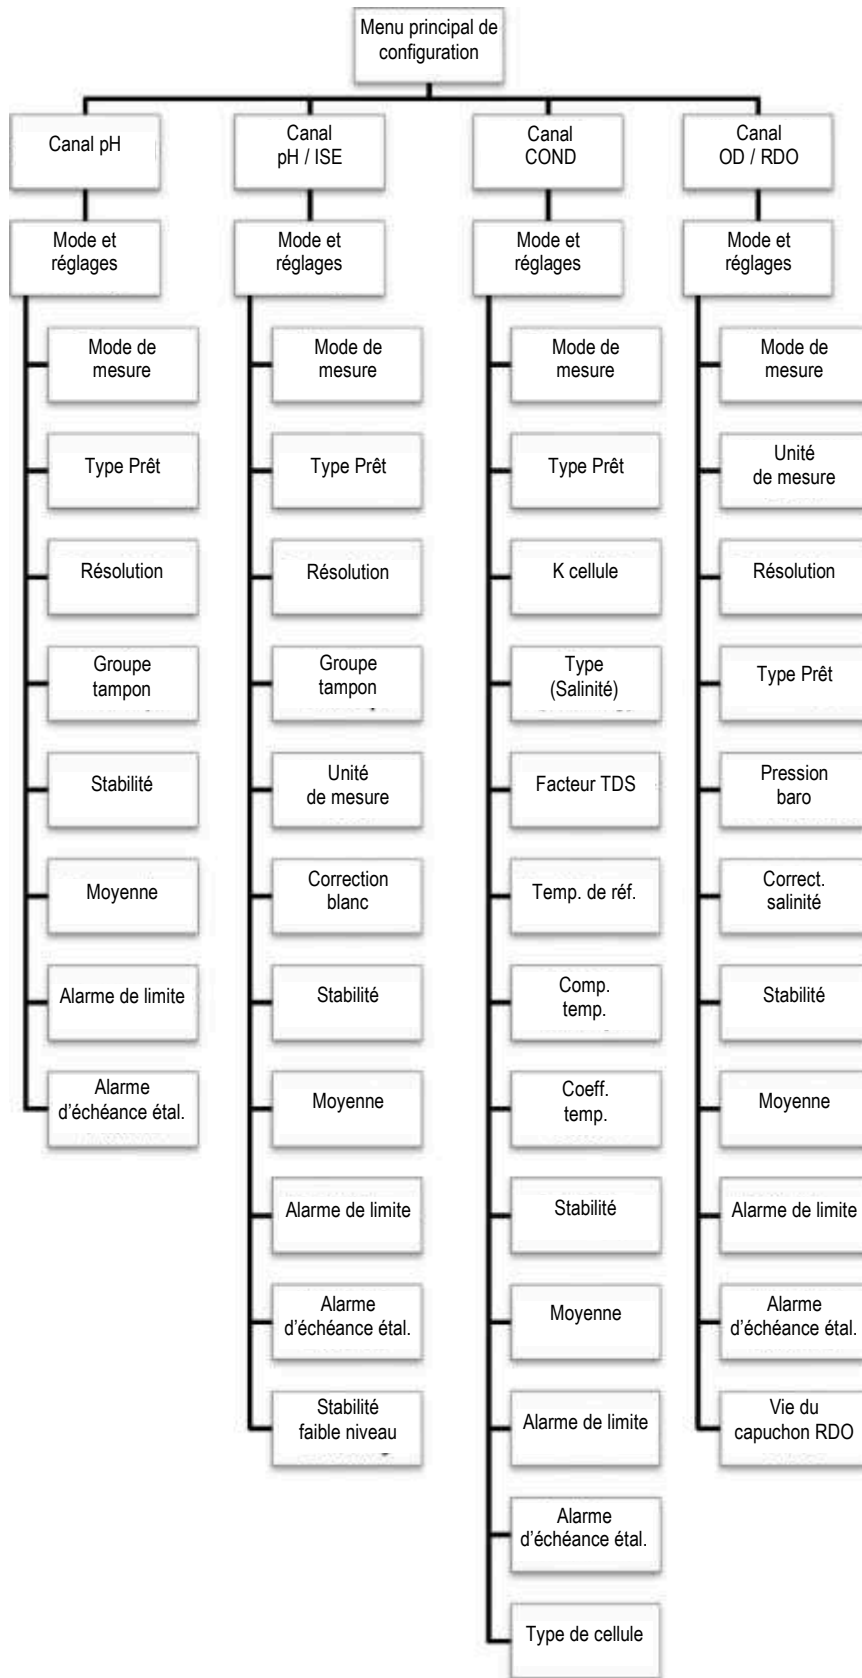 Menu principal de
configuration
Canal pH
Canal
pH / ISE
Canal
COND
Canal
OD / RDO
Mode et
réglages
Mode et
réglages
Mode et
réglages
Mode et
réglages
Mode de
mesure
Type Prêt
Résolution
Groupe
tampon
Stabilité
Moyenne
Alarme de limite
Alarme
d'échéance étal.
Mode de
mesure
Type Prêt
Résolution
Groupe
tampon
Unité
de mesure
Correction
blanc
Stabilité
Moyenne
Alarme de limite
Alarme
d'échéance étal.
Stabilité
faible niveau
Mode de
mesure
Type Prêt
K cellule
Type
(Salinité)
Facteur TDS
Temp. de réf.
Comp.
temp.
Coeff.
temp.
Stabilité
Moyenne
Alarme de limite
Alarme
d'échéance étal.
Type de cellule
Mode de
mesure
Unité
de mesure
Résolution
Type Prêt
Pression
baro
Correct.
salinité
Stabilité
Moyenne
Alarme de limite
Alarme
d'échéance étal.
Vie du
capuchon RDO